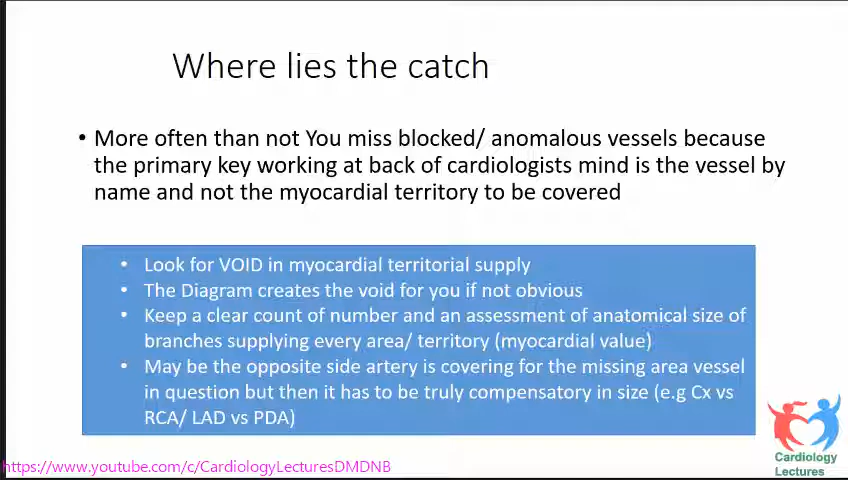 Where lies the catch
• More often than not You miss blocked/ anomalous vessels because
the primary key working at back of cardiologists mind is the vessel by
name and not the myocardial territory to be covered
• Look for VOID in myocardial territorial supply
• The Diagram creates the void for you if not obvious
• Keep a clear count of number and an assessment of anatomical size of
branches supplying every area/ territory (myocardial value)
• May be the opposite side artery is covering for the missing area vessel
in question but then it has to be truly compensatory in size (e.g Cx vs
RCA/ LAD vs PDA)
Cardiology
Lectures
https://www.youtube.com/c/CardiologyLecturesDMDNB